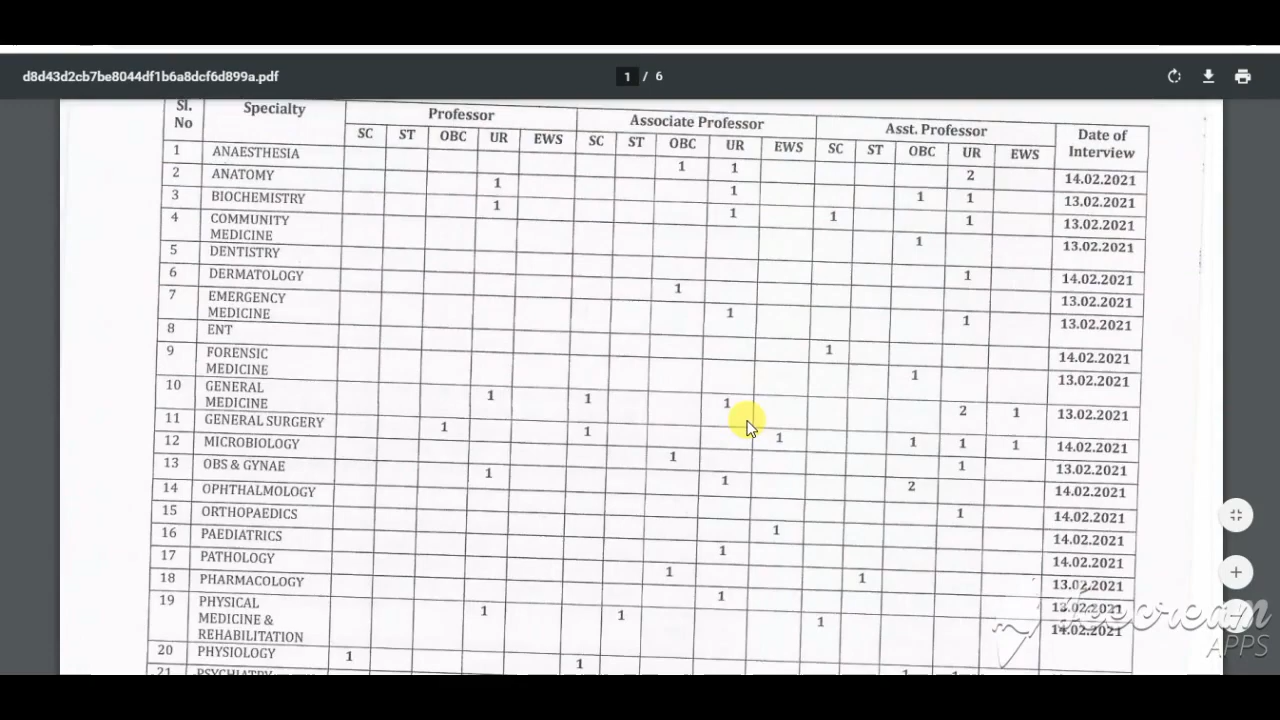 d8d43d2cb7be8044df1b6a8dcf6d899a.pdf 1 / 6
Sl. No Specialty Professor Associate Professor Asst. Professor Date of Interview
SC ST OBC UR EWS SC ST OBC UR EWS SC ST OBC UR EWS
1 ANAESTHESIA 1 1 2 14.02.2021
2 ANATOMY 1 1 1 1 13.02.2021
3 BIOCHEMISTRY 1 1 1 1 13.02.2021
4 COMMUNITY MEDICINE 1 13.02.2021
5 DENTISTRY 1 14.02.2021
6 DERMATOLOGY 1 13.02.2021
7 EMERGENCY MEDICINE 1 1 13.02.2021
8 ENT 1 14.02.2021
9 FORENSIC MEDICINE 1 13.02.2021
10 GENERAL MEDICINE 1 1 1 2 1 13.02.2021
11 GENERAL SURGERY 1 1 1 1 1 1 14.02.2021
12 MICROBIOLOGY 1 1 13.02.2021
13 OBS & GYNAE 1 1 2 14.02.2021
14 OPHTHALMOLOGY 1 14.02.2021
15 ORTHOPAEDICS 1 14.02.2021
16 PAEDIATRICS 1 14.02.2021
17 PATHOLOGY 1 1 13.02.2021
18 PHARMACOLOGY 1 13.02.2021
19 PHYSICAL MEDICINE & REHABILITATION 1 1 1 14.02.2021
20 PHYSIOLOGY 1 1
21 PSYCHIATRY 1 1
APPS